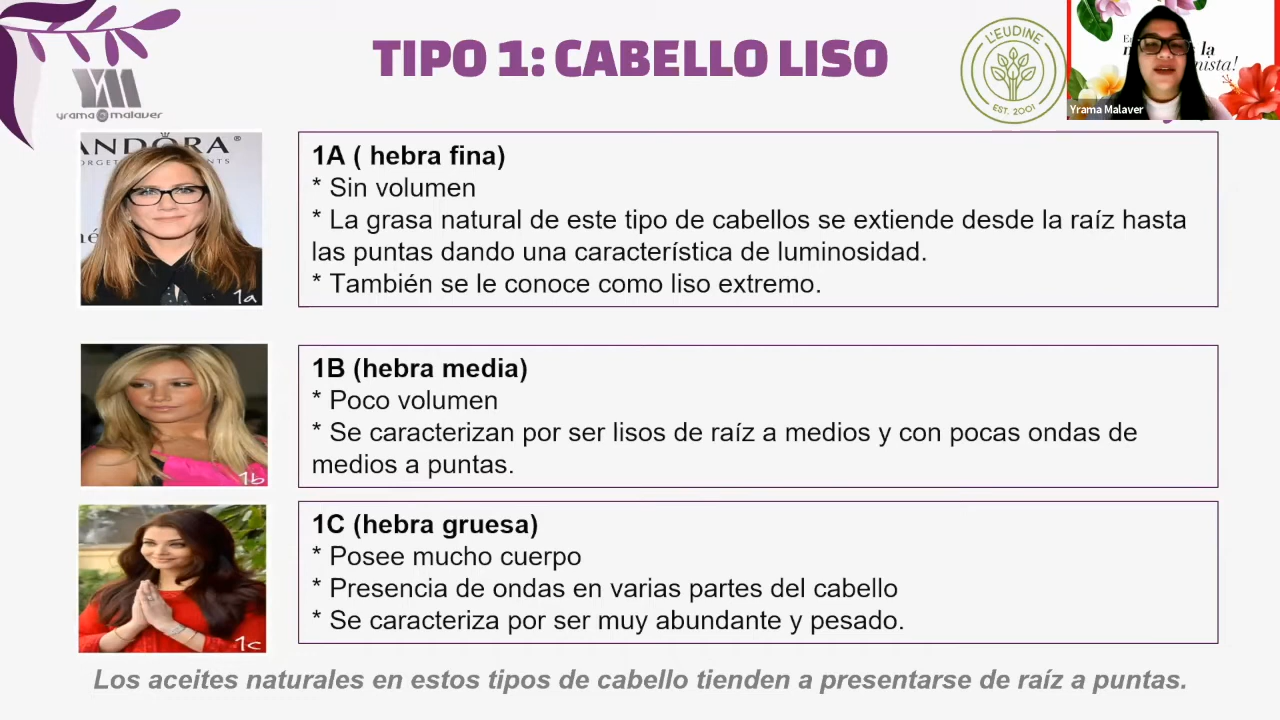 TIPO 1: CABELLO LISO
YM
yrama malaver
L'EUDINE
EST. 2001
la
nista!
Yrama Malaver
ANDORA®
1a
1A ( hebra fina)
* Sin volumen
* La grasa natural de este tipo de cabellos se extiende desde la raíz hasta
las puntas dando una característica de luminosidad.
* También se le conoce como liso extremo.
1b
1B (hebra media)
* Poco volumen
* Se caracterizan por ser lisos de raíz a medios y con pocas ondas de
medios a puntas.
1c
1C (hebra gruesa)
* Posee mucho cuerpo
* Presencia de ondas en varias partes del cabello
* Se caracteriza por ser muy abundante y pesado.
Los aceites naturales en estos tipos de cabello tienden a presentarse de raíz a puntas.